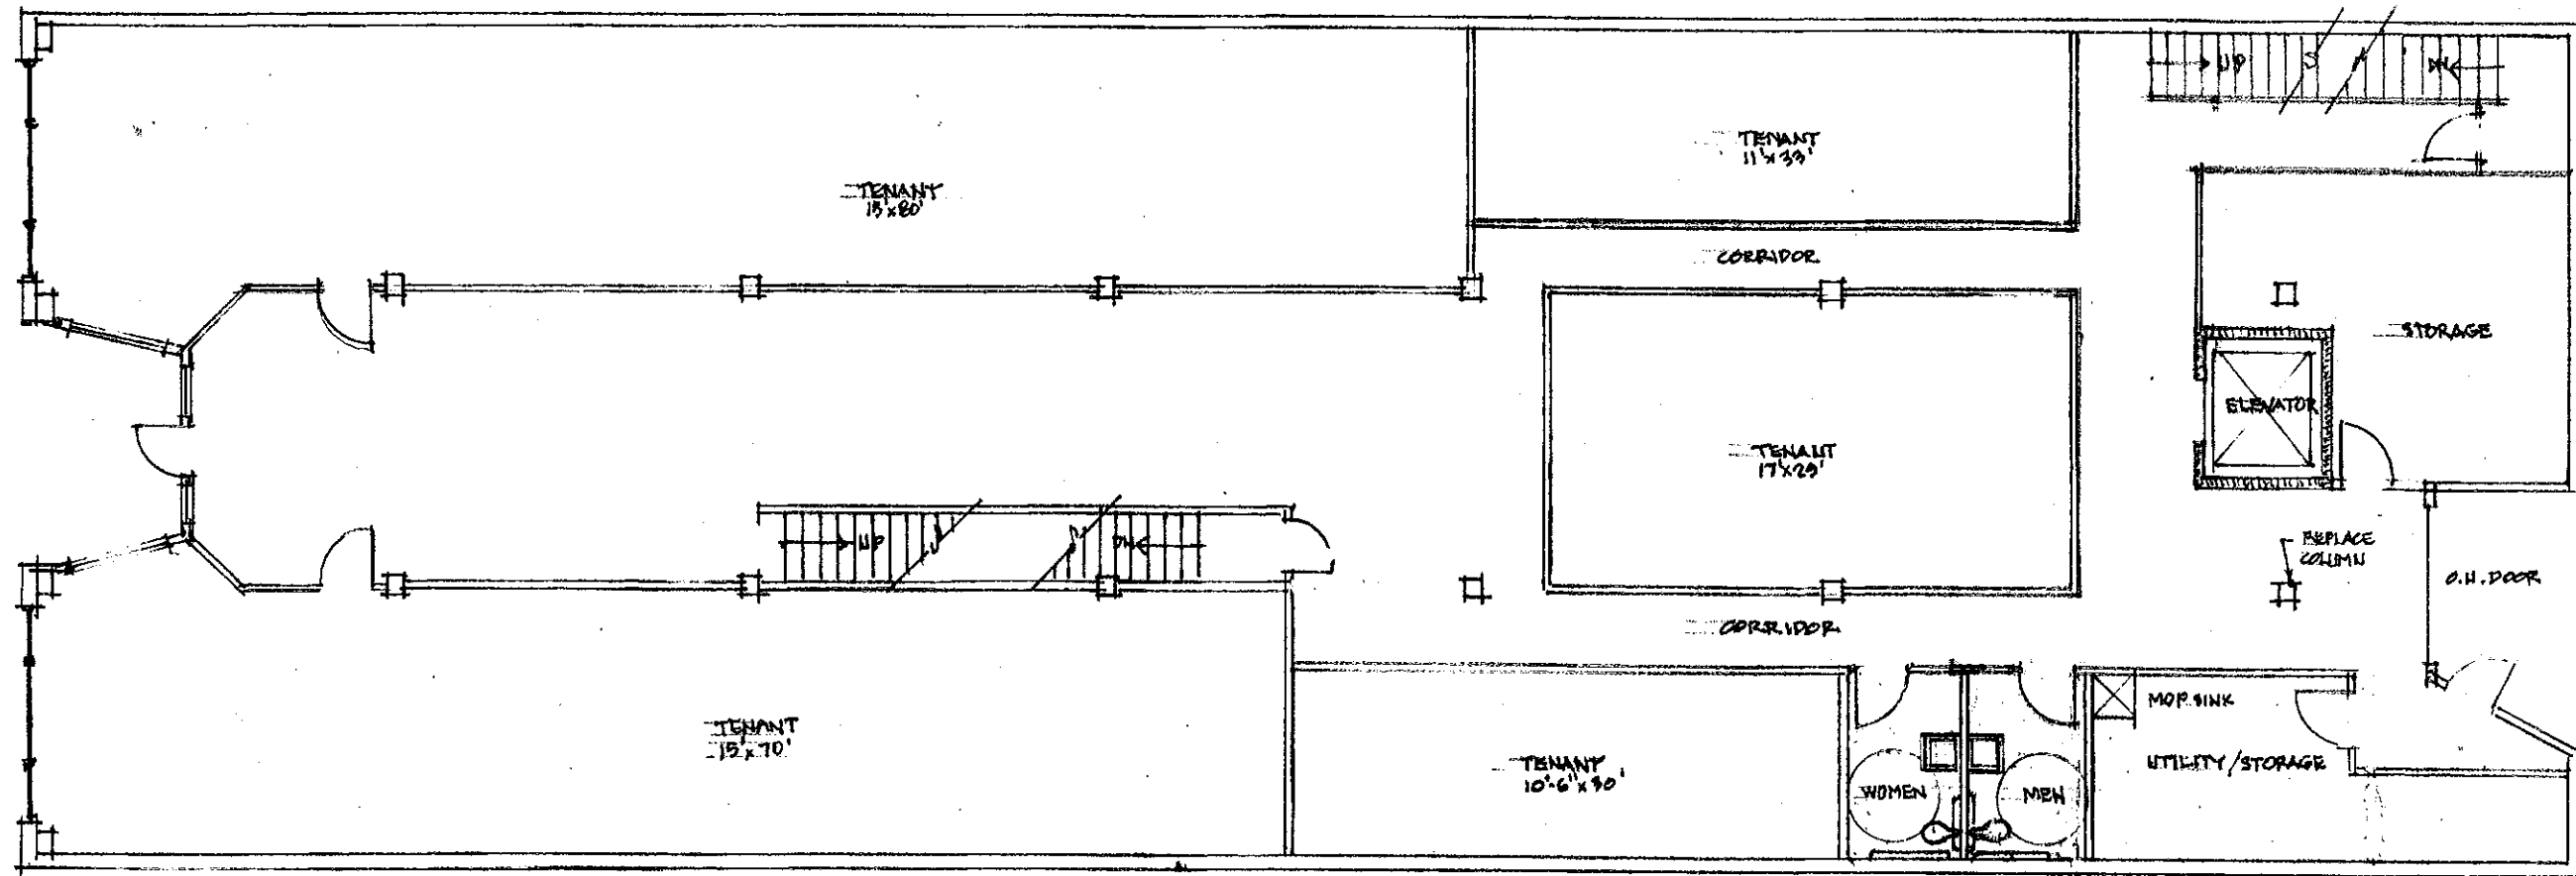 UP
DN
TENANT
11'x33'
TENANT
15'x80'
CORRIDOR
STORAGE
ELEVATOR
TENANT
17'x29'
UP
DN
REPLACE
COLUMN
O.H. DOOR
CORRIDOR
MOP SINK
TENANT
15'x70'
UTILITY/STORAGE
TENANT
10'-6"x30'
WOMEN
MEN